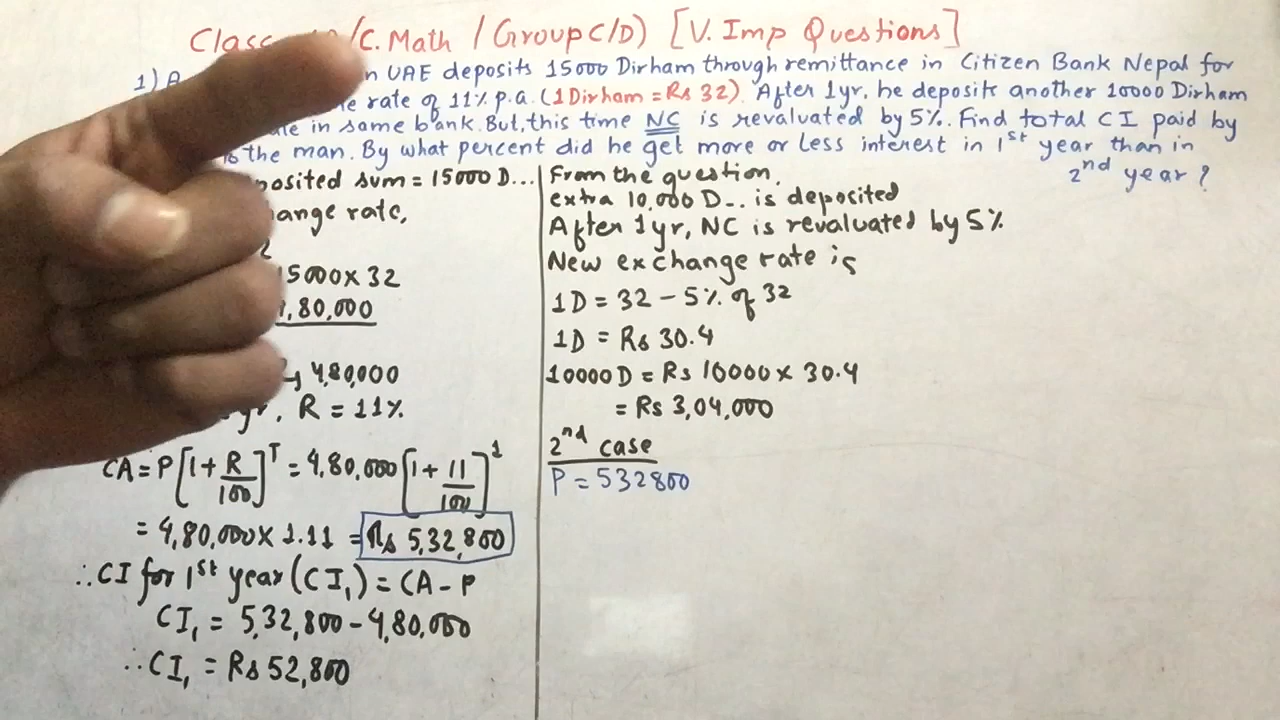 Class /C. Math / Group C/D) [V. Imp Questions]
1) A UAE deposits 15000 Dirham through remittance in Citizen Bank Nepal for
rate of 11% p.a. (1 Dirham = Rs 32). After 1yr, he deposits another 10000 Dirham
in same bank. But, this time NC is revaluated by 5%. Find total CI paid by
the man. By what percent did he get more or less interest in 1st year than in
2nd year ?
sum = 15000 D...
rate,
15000 x 32
,80,000
4,80,000
R = 11%
CA = P[1 + R/100]^T = 4,80,000[1 + 11/100]^1
= 4,80,000 x 1.11 = Rs 5,32,800
∴ CI for 1st year (CI₁) = CA - P
CI₁ = 5,32,800 - 4,80,000
∴ CI₁ = Rs 52,800
From the question,
extra 10,000 D.. is deposited
After 1yr, NC is revaluated by 5%
New exchange rate is
1D = 32 - 5% of 32
1D = Rs 30.4
10000D = Rs 10000 x 30.4
= Rs 3,04,000
2nd case
P = 532800